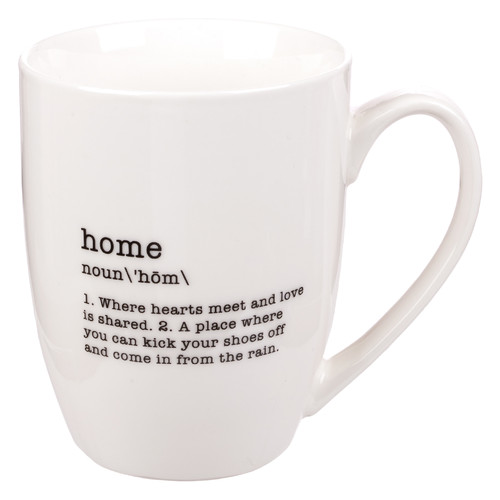 home
noun\'hōm\
1. Where hearts meet and love
is shared. 2. A place where
you can kick your shoes off
and come in from the rain.